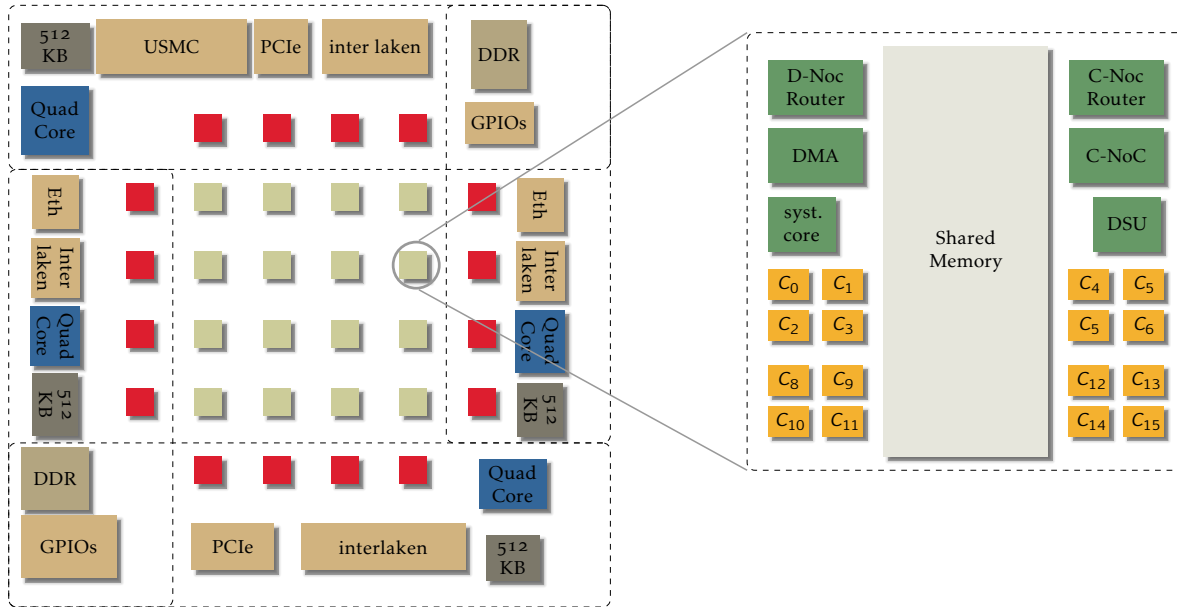 512
KB
USMC
PCIe
inter laken
DDR
Quad
Core
GPIOs
Eth
Inter
laken
Quad
Core
512
KB
Eth
Inter
laken
Quad
Core
512
KB
DDR
GPIOs
PCIe
interlaken
Quad
Core
512
KB
D-Noc
Router
DMA
syst.
core
Shared
Memory
C-Noc
Router
C-NoC
DSU
C0 C1
C2 C3
C8 C9
C10 C11
C4 C5
C5 C6
C12 C13
C14 C15